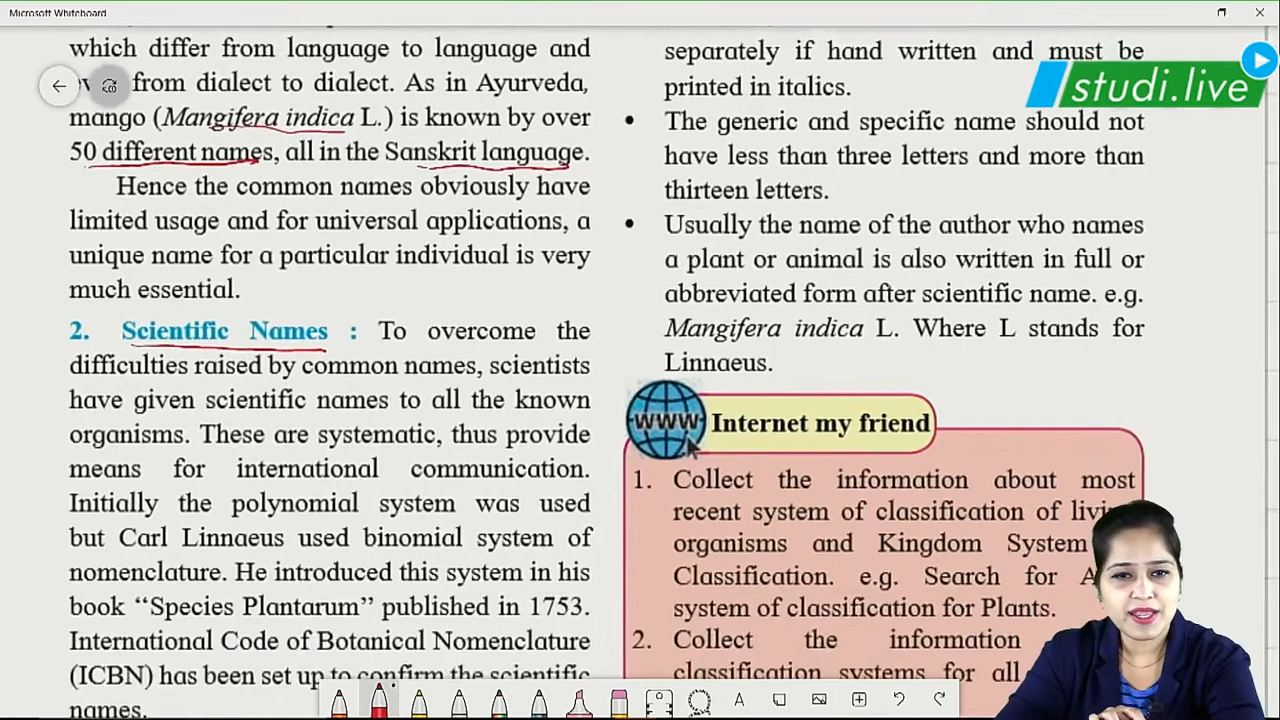 Microsoft Whiteboard
which differ from language to language and
from dialect to dialect. As in Ayurveda,
mango (Mangifera indica L.) is known by over
50 different names, all in the Sanskrit language.
Hence the common names obviously have
limited usage and for universal applications, a
unique name for a particular individual is very
much essential.
2. Scientific Names : To overcome the
difficulties raised by common names, scientists
have given scientific names to all the known
organisms. These are systematic, thus provide
means for international communication.
Initially the polynomial system was used
but Carl Linnaeus used binomial system of
nomenclature. He introduced this system in his
book “Species Plantarum” published in 1753.
International Code of Botanical Nomenclature
(ICBN) has been set up to confirm the scientific
names.
separately if hand written and must be
printed in italics.
• The generic and specific name should not
have less than three letters and more than
thirteen letters.
• Usually the name of the author who names
a plant or animal is also written in full or
abbreviated form after scientific name. e.g.
Mangifera indica L. Where L stands for
Linnaeus.
www Internet my friend
1. Collect the information about most
recent system of classification of
organisms and Kingdom System
Classification. e.g. Search for
system of classification for Plants.
2. Collect the information
classification systems for all
studi.live